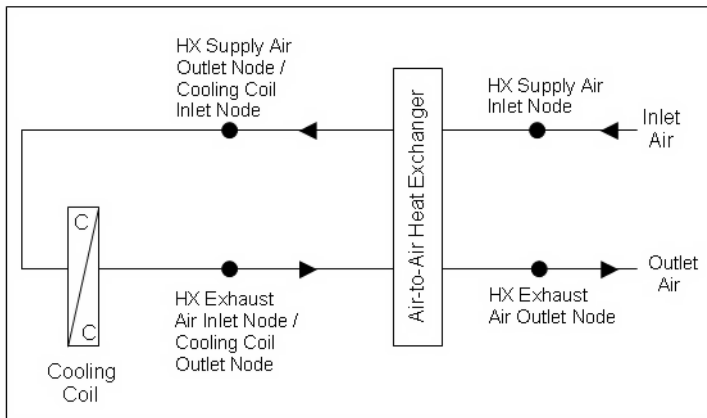 HX Supply Air
Outlet Node /
Cooling Coil
Inlet Node
HX Supply Air
Inlet Node
Inlet
Air
Air-to-Air Heat Exchanger
C
C
Cooling
Coil
HX Exhaust
Air Inlet Node /
Cooling Coil
Outlet Node
HX Exhaust
Air Outlet Node
Outlet
Air